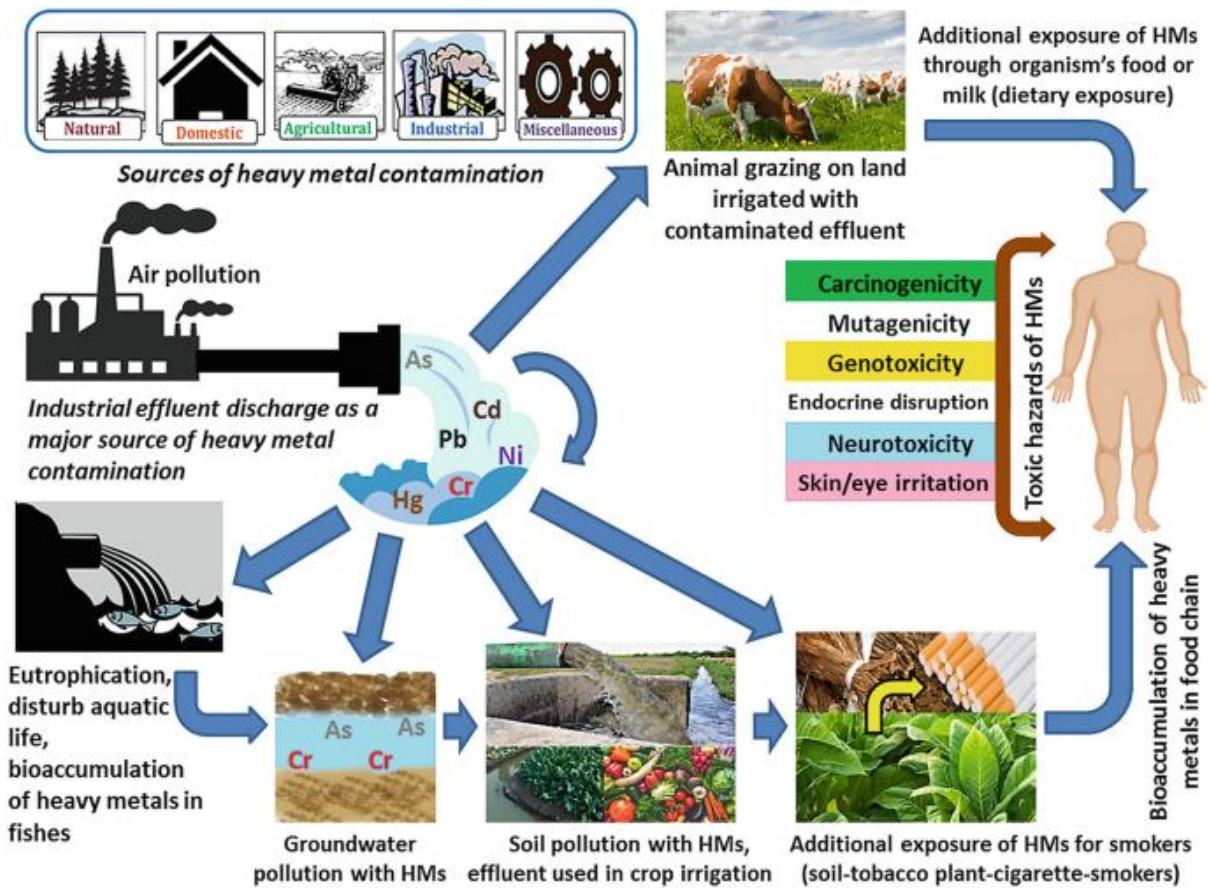 Natural
Domestic
Agricultural
Industrial
Miscellaneous
Sources of heavy metal contamination
Additional exposure of HMs
through organism's food or
milk (dietary exposure)
Animal grazing on land
irrigated with
contaminated effluent
Air pollution
As
Cd
Pb
Ni
Cr
Hg
Industrial effluent discharge as a
major source of heavy metal
contamination
Carcinogenicity
Mutagenicity
Genotoxicity
Endocrine disruption
Neurotoxicity
Skin/eye irritation
Toxic hazards of HMs
Eutrophication,
disturb aquatic
life,
bioaccumulation
of heavy metals in
fishes
As
As
Cr
Cr
Groundwater
pollution with HMs
Soil pollution with HMs,
effluent used in crop irrigation
Additional exposure of HMs for smokers
(soil-tobacco plant-cigarette-smokers)
Bioaccumulation of heavy
metals in food chain